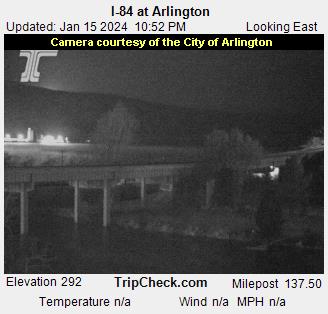 I-84 at Arlington
Updated: Jan 15 2024 10:52 PM Looking East
Camera courtesy of the City of Arlington
Elevation 292 TripCheck.com Milepost 137.50
Temperature n/a Wind n/a MPH n/a